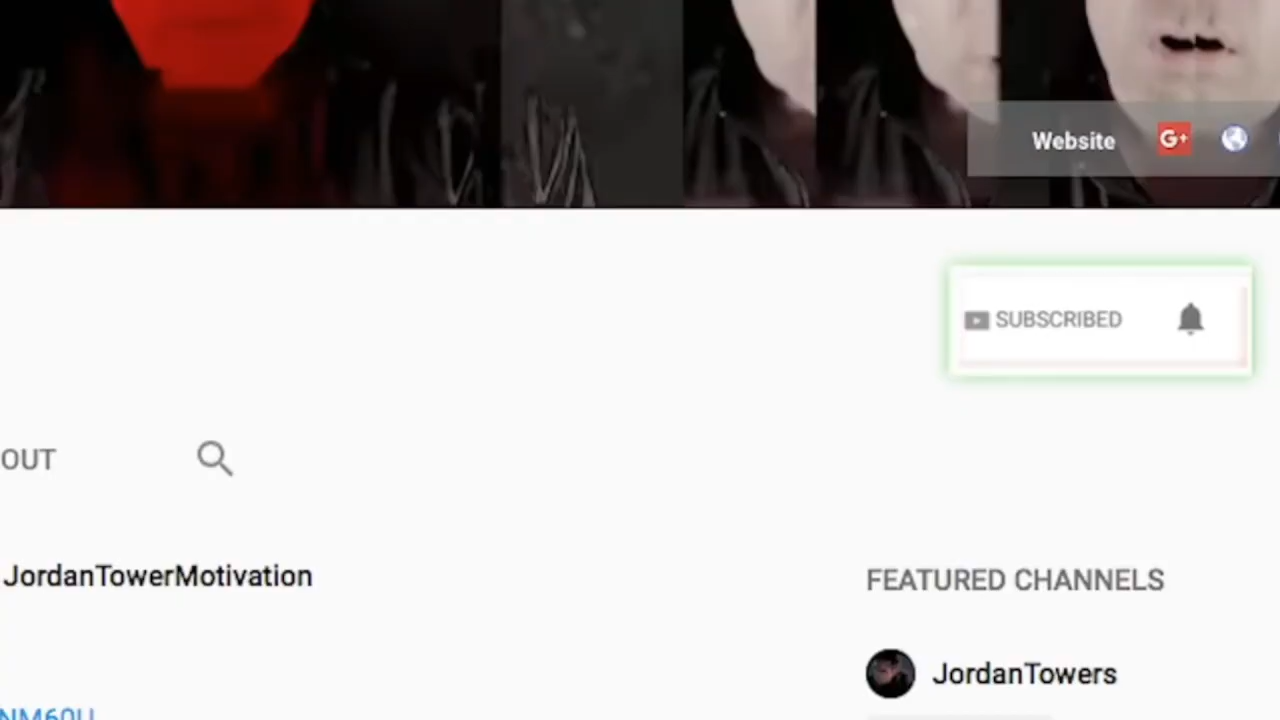 Website G+
SUBSCRIBED
OUT
JordanTowerMotivation
FEATURED CHANNELS
JordanTowers